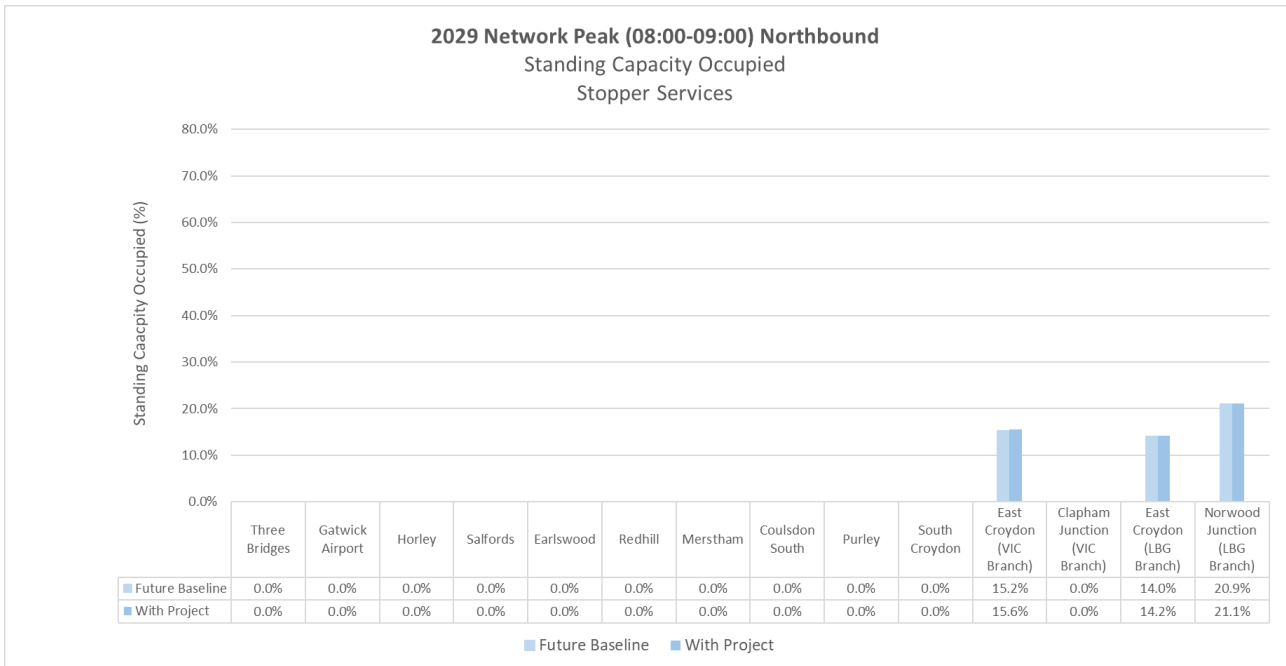 2029 Network Peak (08:00-09:00) Northbound
Standing Capacity Occupied
Stopper Services
Standing Caacpity Occupied (%)
80.0%
70.0%
60.0%
50.0%
40.0%
30.0%
20.0%
10.0%
0.0%
Three Bridges Gatwick Airport Horley Salfords Earlswood Redhill Merstham Coulsdon South Purley South Croydon East Croydon (VIC Branch) Clapham Junction (VIC Branch) East Croydon (LBG Branch) Norwood Junction (LBG Branch)
Future Baseline 0.0% 0.0% 0.0% 0.0% 0.0% 0.0% 0.0% 0.0% 0.0% 0.0% 15.2% 0.0% 14.0% 20.9%
With Project 0.0% 0.0% 0.0% 0.0% 0.0% 0.0% 0.0% 0.0% 0.0% 0.0% 15.6% 0.0% 14.2% 21.1%
Future Baseline With Project